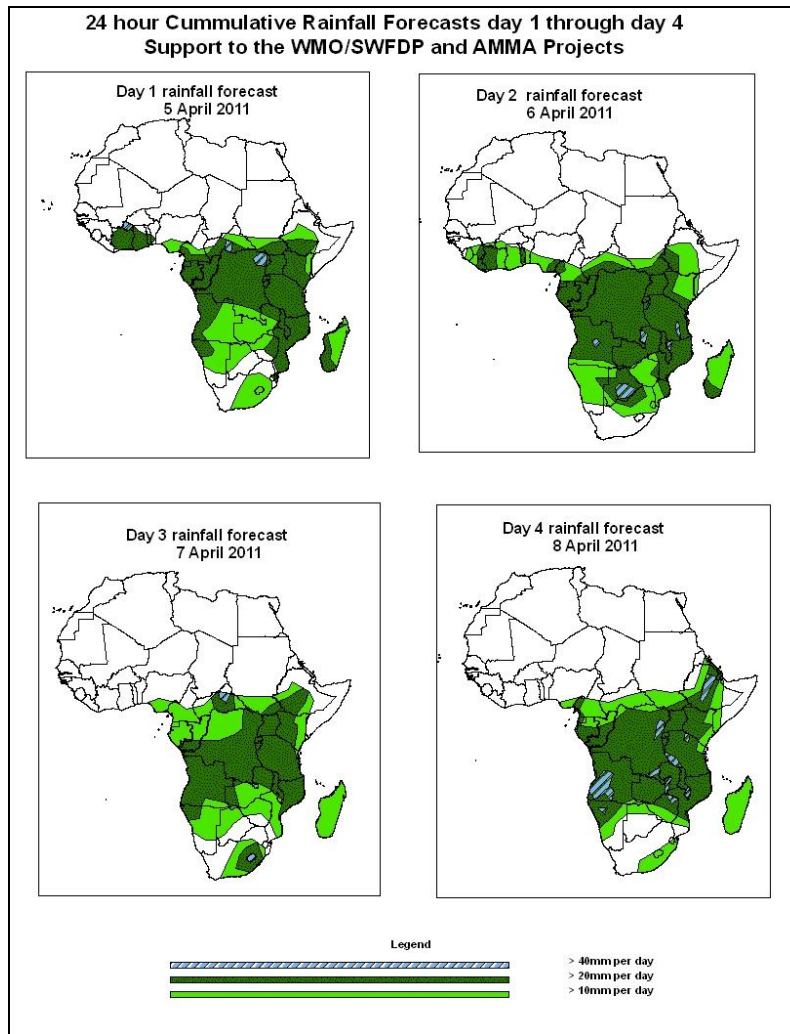 24 hour Cummulative Rainfall Forecasts day 1 through day 4
Support to the WMO/SWFDP and AMMA Projects
Day 1 rainfall forecast
5 April 2011
Day 2 rainfall forecast
6 April 2011
Day 3 rainfall forecast
7 April 2011
Day 4 rainfall forecast
8 April 2011
Legend
> 40mm per day
> 20mm per day
> 10mm per day